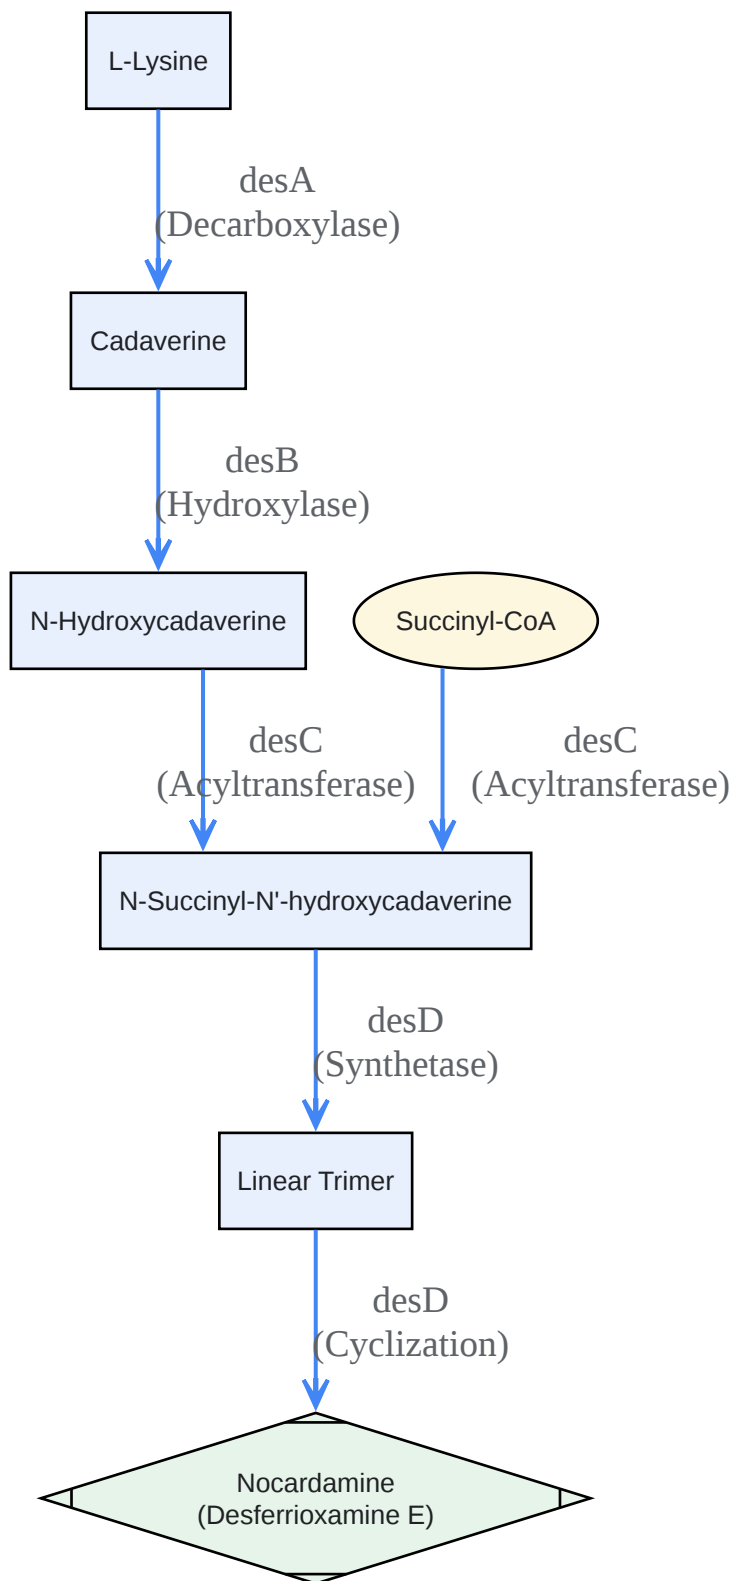 L-Lysine
desA
(Decarboxylase)
Cadaverine
desB
(Hydroxylase)
N-Hydroxycadaverine
Succinyl-CoA
desC
(Acyltransferase)
desC
(Acyltransferase)
N-Succinyl-N'-hydroxycadaverine
desD
(Synthetase)
Linear Trimer
desD
(Cyclization)
Nocardamine
(Desferrioxamine E)